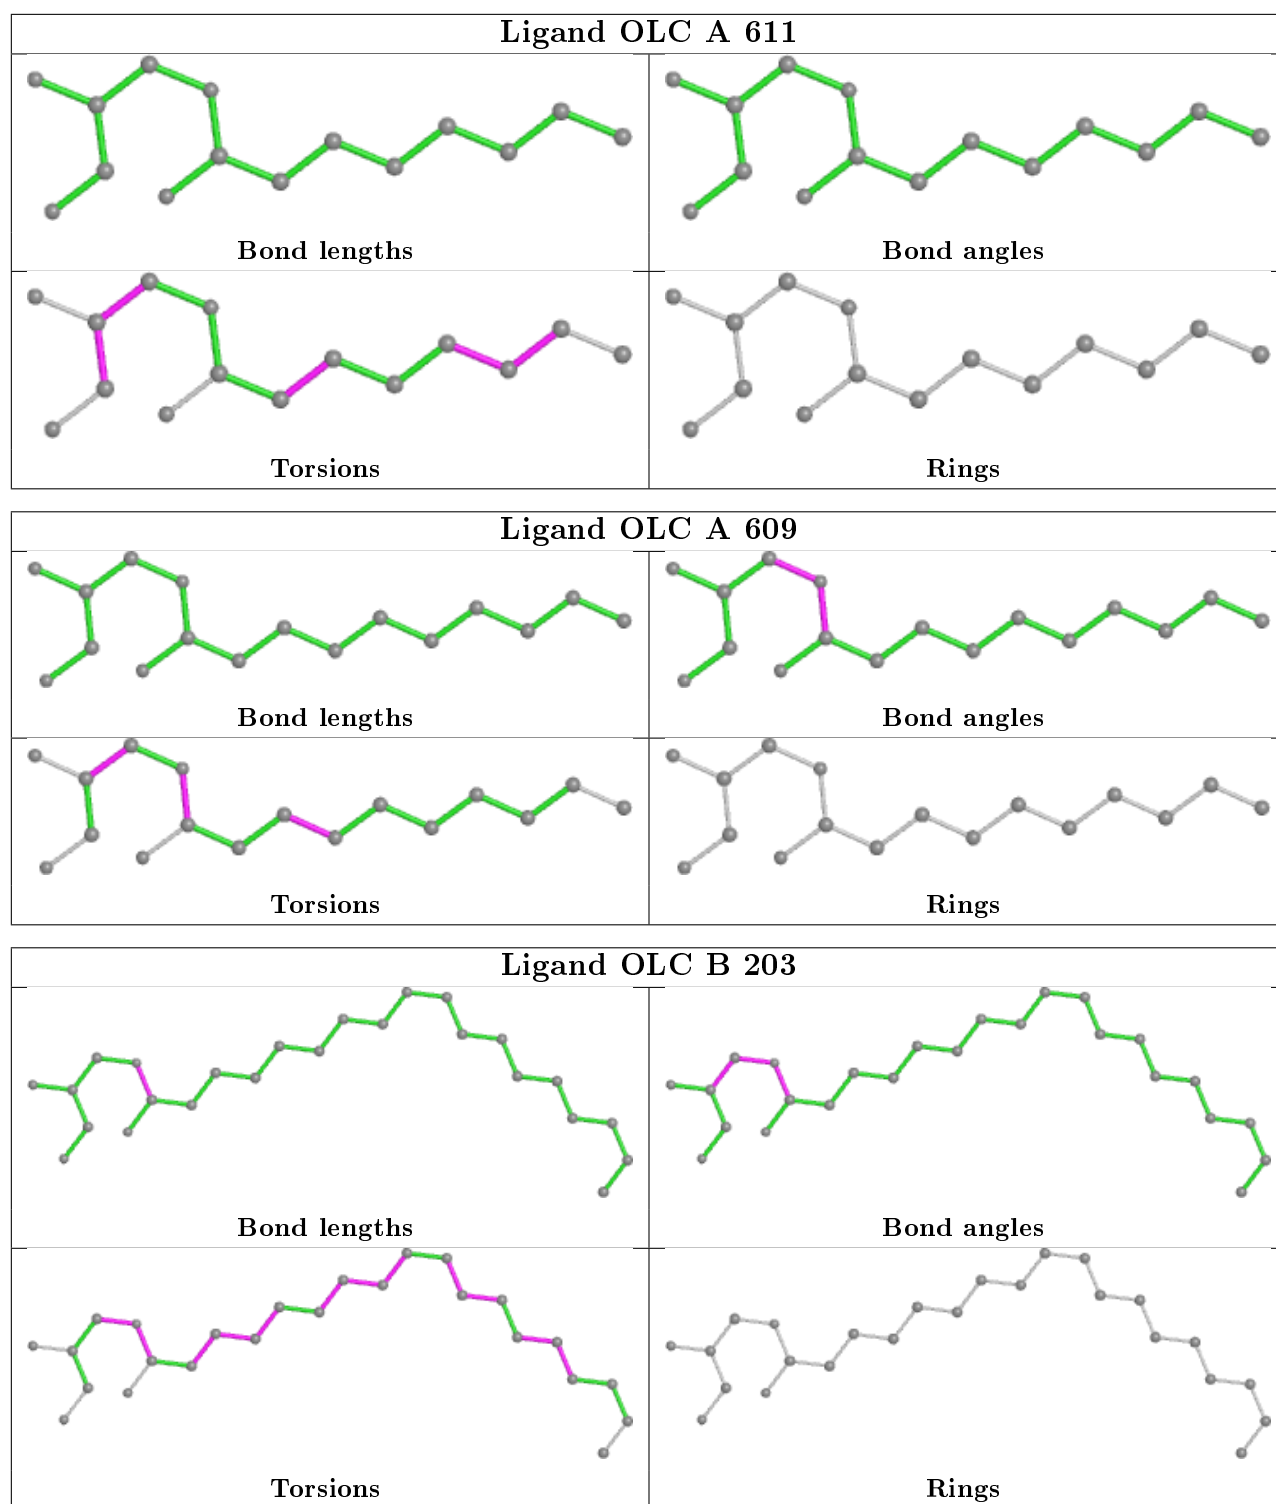 Ligand OLC A 611
Bond lengths
Bond angles
Torsions
Rings
Ligand OLC A 609
Bond lengths
Bond angles
Torsions
Rings
Ligand OLC B 203
Bond lengths
Bond angles
Torsions
Rings